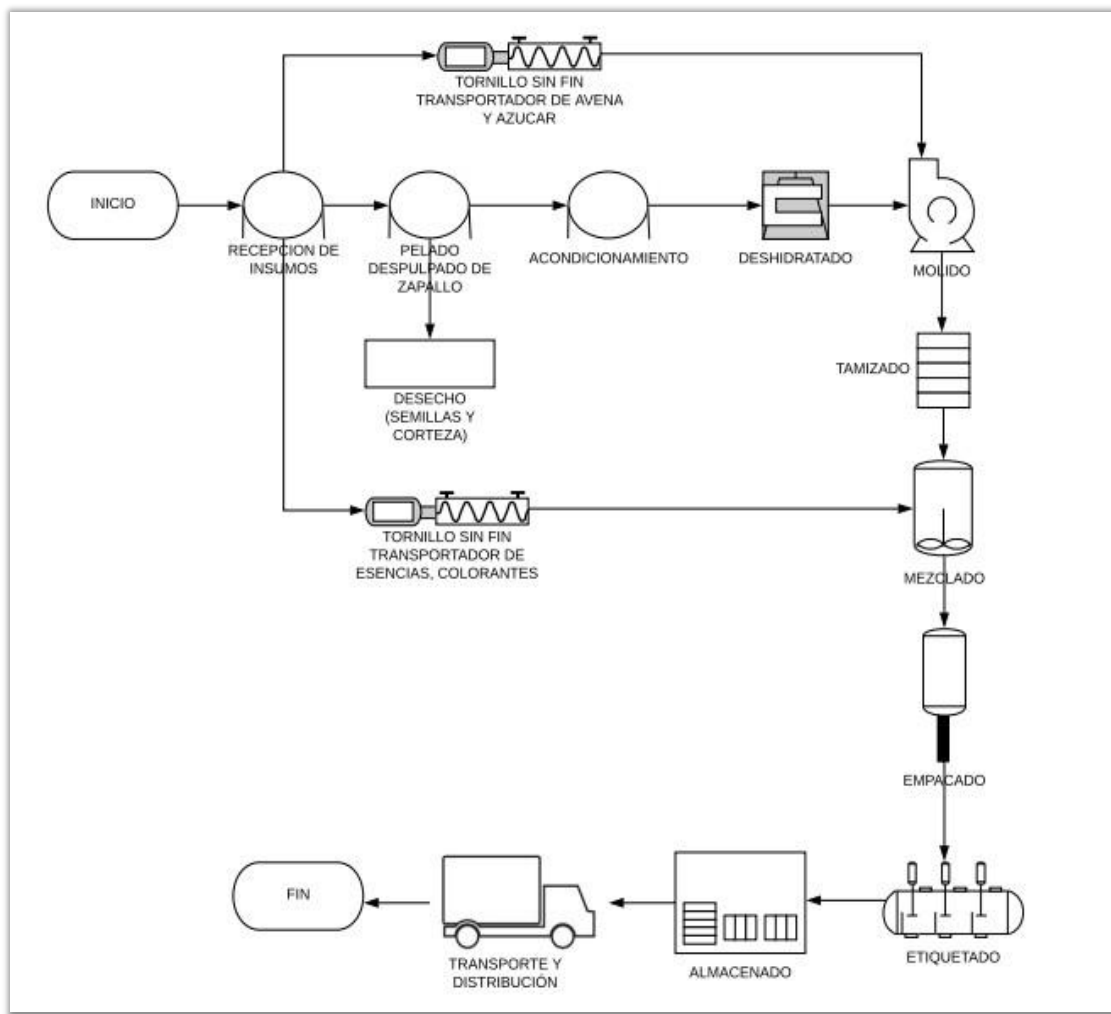 TORNILLO SIN FIN
TRANSPORTADOR DE AVENA
Y AZUCAR
INICIO
RECEPCION DE
INSUMOS
PELADO
DESPULPADO DE
ZAPALLO
ACONDICIONAMIENTO
DESHIDRATADO
MOLIDO
TAMIZADO
DESECHO
(SEMILLAS Y
CORTEZA)
TORNILLO SIN FIN
TRANSPORTADOR DE
ESENCIAS, COLORANTES
MEZCLADO
EMPACADO
ETIQUETADO
ALMACENADO
TRANSPORTE Y
DISTRIBUCIÓN
FIN